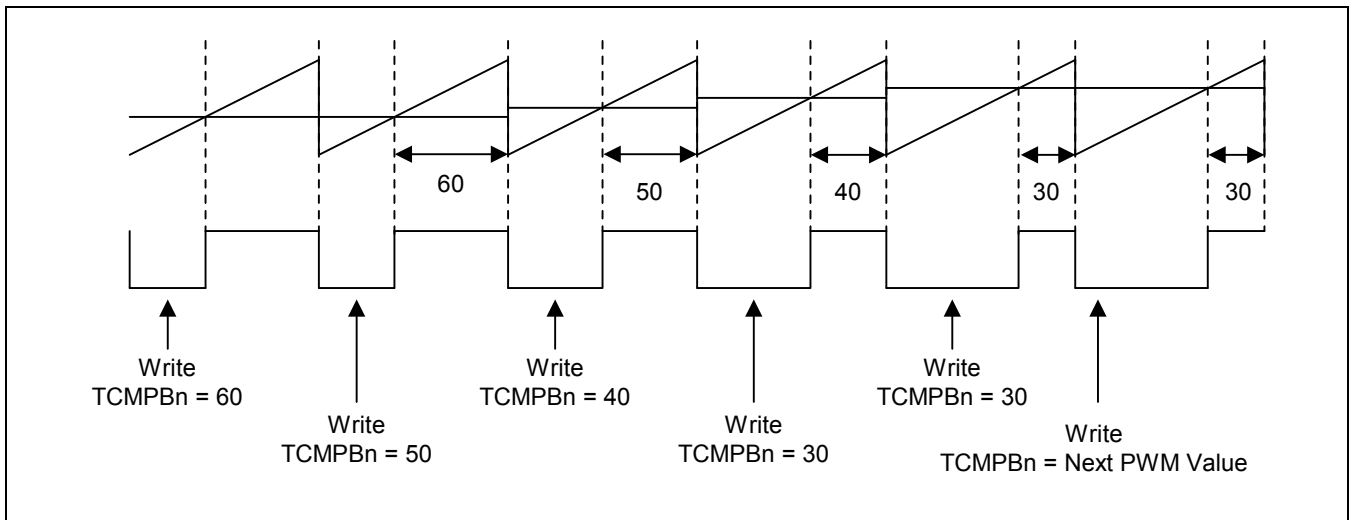 60
50
40
30
30
Write
TCMPBn = 60
Write
TCMPBn = 50
Write
TCMPBn = 40
Write
TCMPBn = 30
Write
TCMPBn = 30
Write
TCMPBn = Next PWM Value